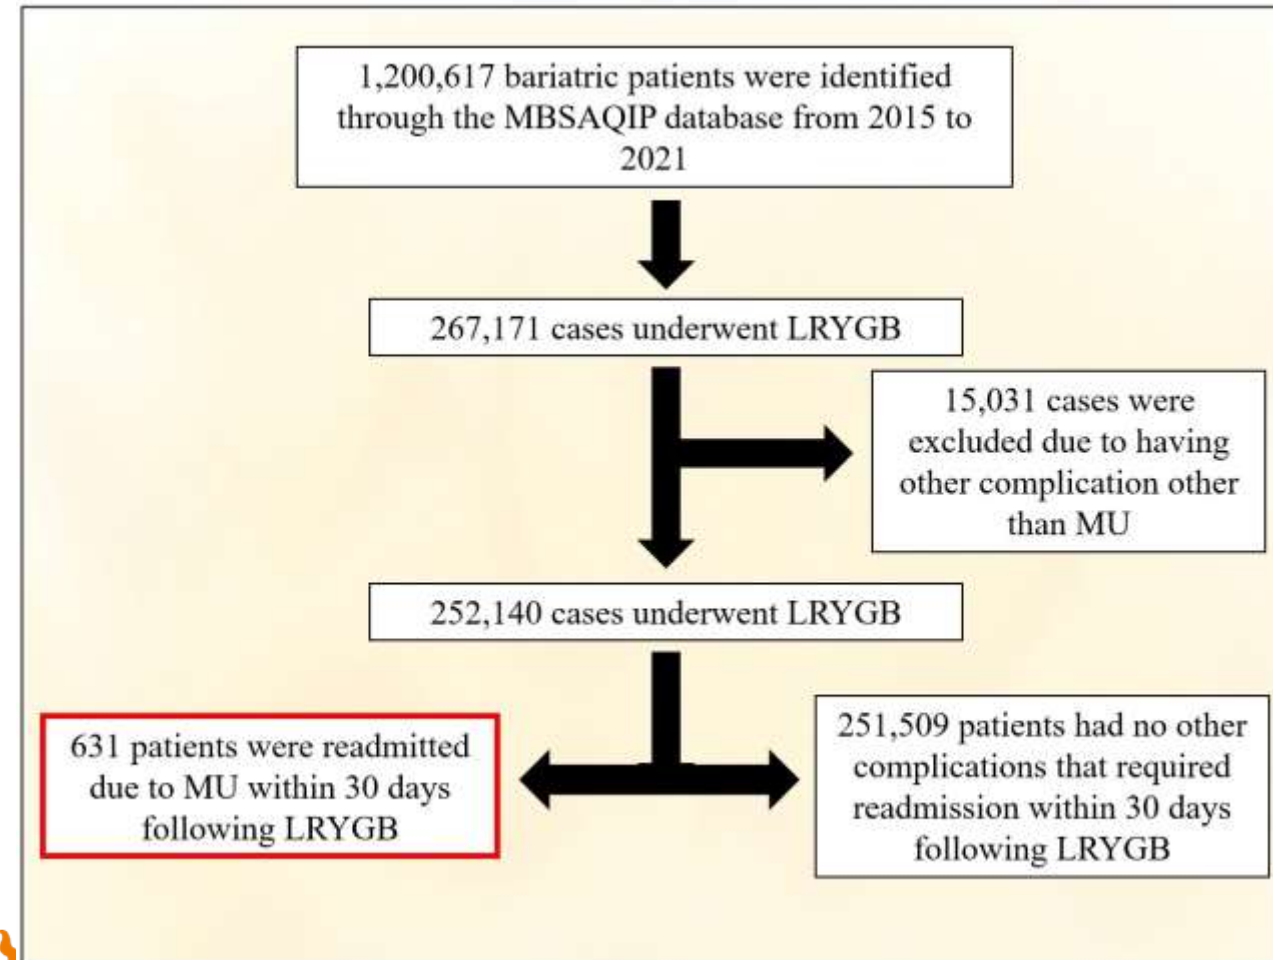 1,200,617 bariatric patients were identified
through the MBSAQIP database from 2015 to
2021
267,171 cases underwent LRYGB
15,031 cases were
excluded due to having
other complication other
than MU
252,140 cases underwent LRYGB
631 patients were readmitted
due to MU within 30 days
following LRYGB
251,509 patients had no other
complications that required
readmission within 30 days
following LRYGB